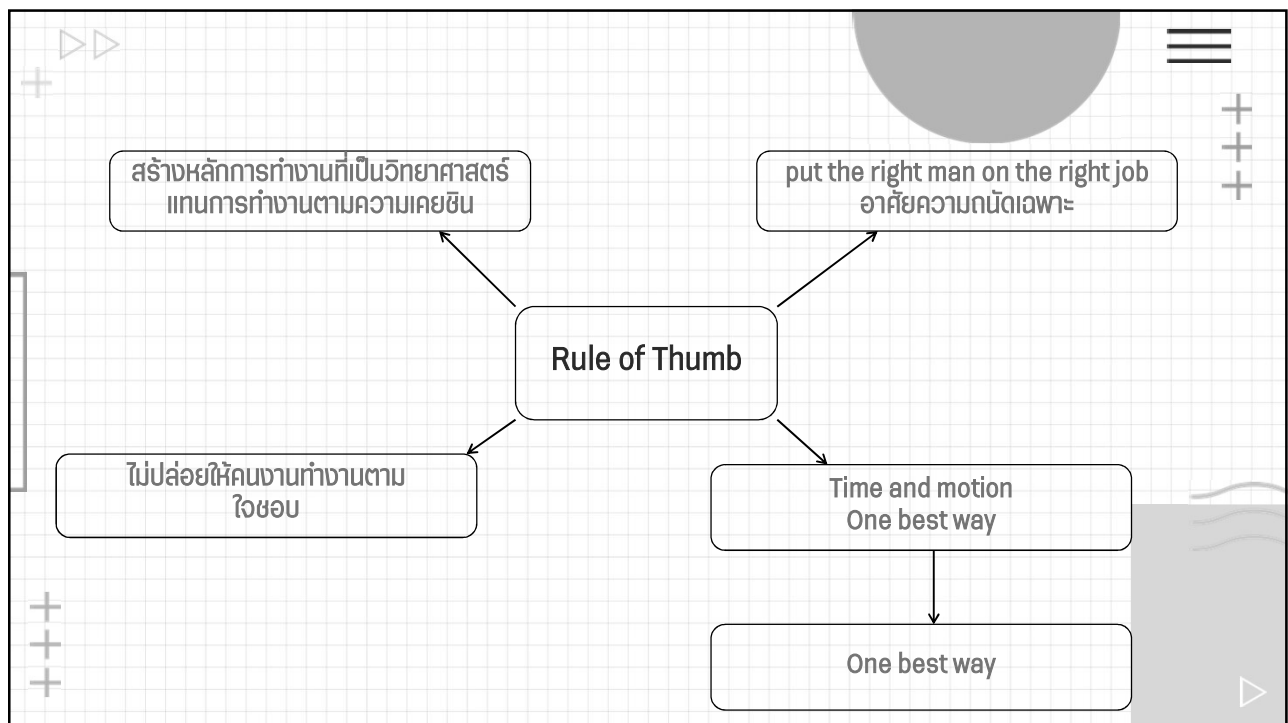 สร้างหลักการทำงานที่เป็นวิทยาศาสตร์
แทนการทำงานตามความเคยชิน
put the right man on the right job
อาศัยความถนัดเฉพาะ
Rule of Thumb
ไม่ปล่อยให้คนงานทำงานตาม
ใจชอบ
Time and motion
One best way
One best way